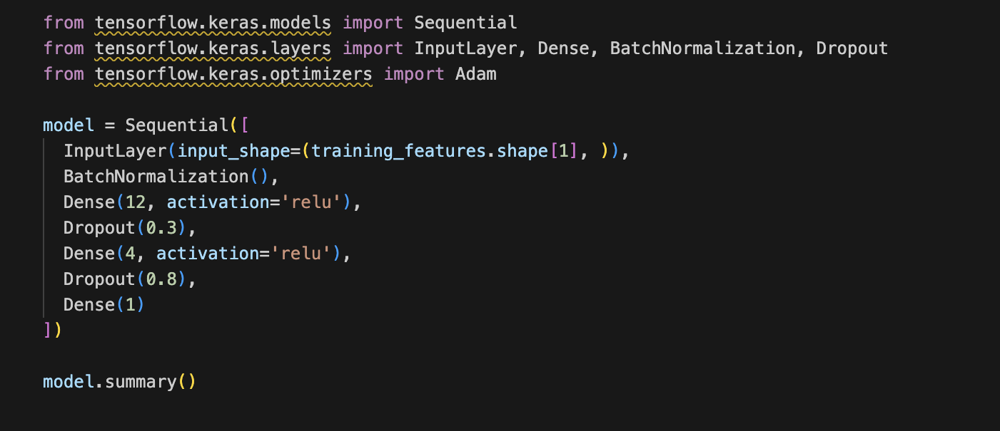 from tensorflow.keras.models import Sequential
from tensorflow.keras.layers import InputLayer, Dense, BatchNormalization, Dropout
from tensorflow.keras.optimizers import Adam

model = Sequential([
  InputLayer(input_shape=(training_features.shape[1], )),
  BatchNormalization(),
  Dense(12, activation='relu'),
  Dropout(0.3),
  Dense(4, activation='relu'),
  Dropout(0.8),
  Dense(1)
])

model.summary()